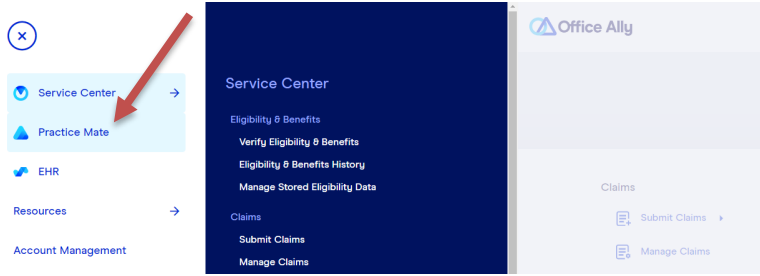 Service Center
Practice Mate
EHR
Resources
Account Management
Service Center
Eligibility & Benefits
Verify Eligibility & Benefits
Eligibility & Benefits History
Manage Stored Eligibility Data
Claims
Submit Claims
Manage Claims
Office Ally
Claims
Submit Claims
Manage Claims